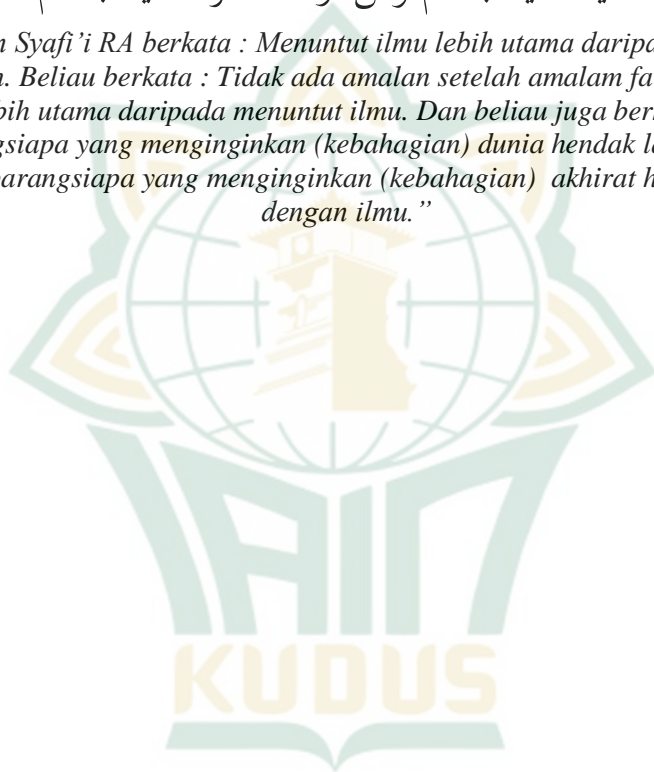 n Syafi’i RA berkata : Menuntut ilmu lebih utama daripa
. Beliau berkata : Tidak ada amalan setelah amalam fa
bih utama daripada menuntut ilmu. Dan beliau juga ber
gsiapa yang menginginkan (kebahagian) dunia hendak l
barangsiapa yang menginginkan (kebahagian) akhirat h
dengan ilmu.”
IAIN
KUDUS